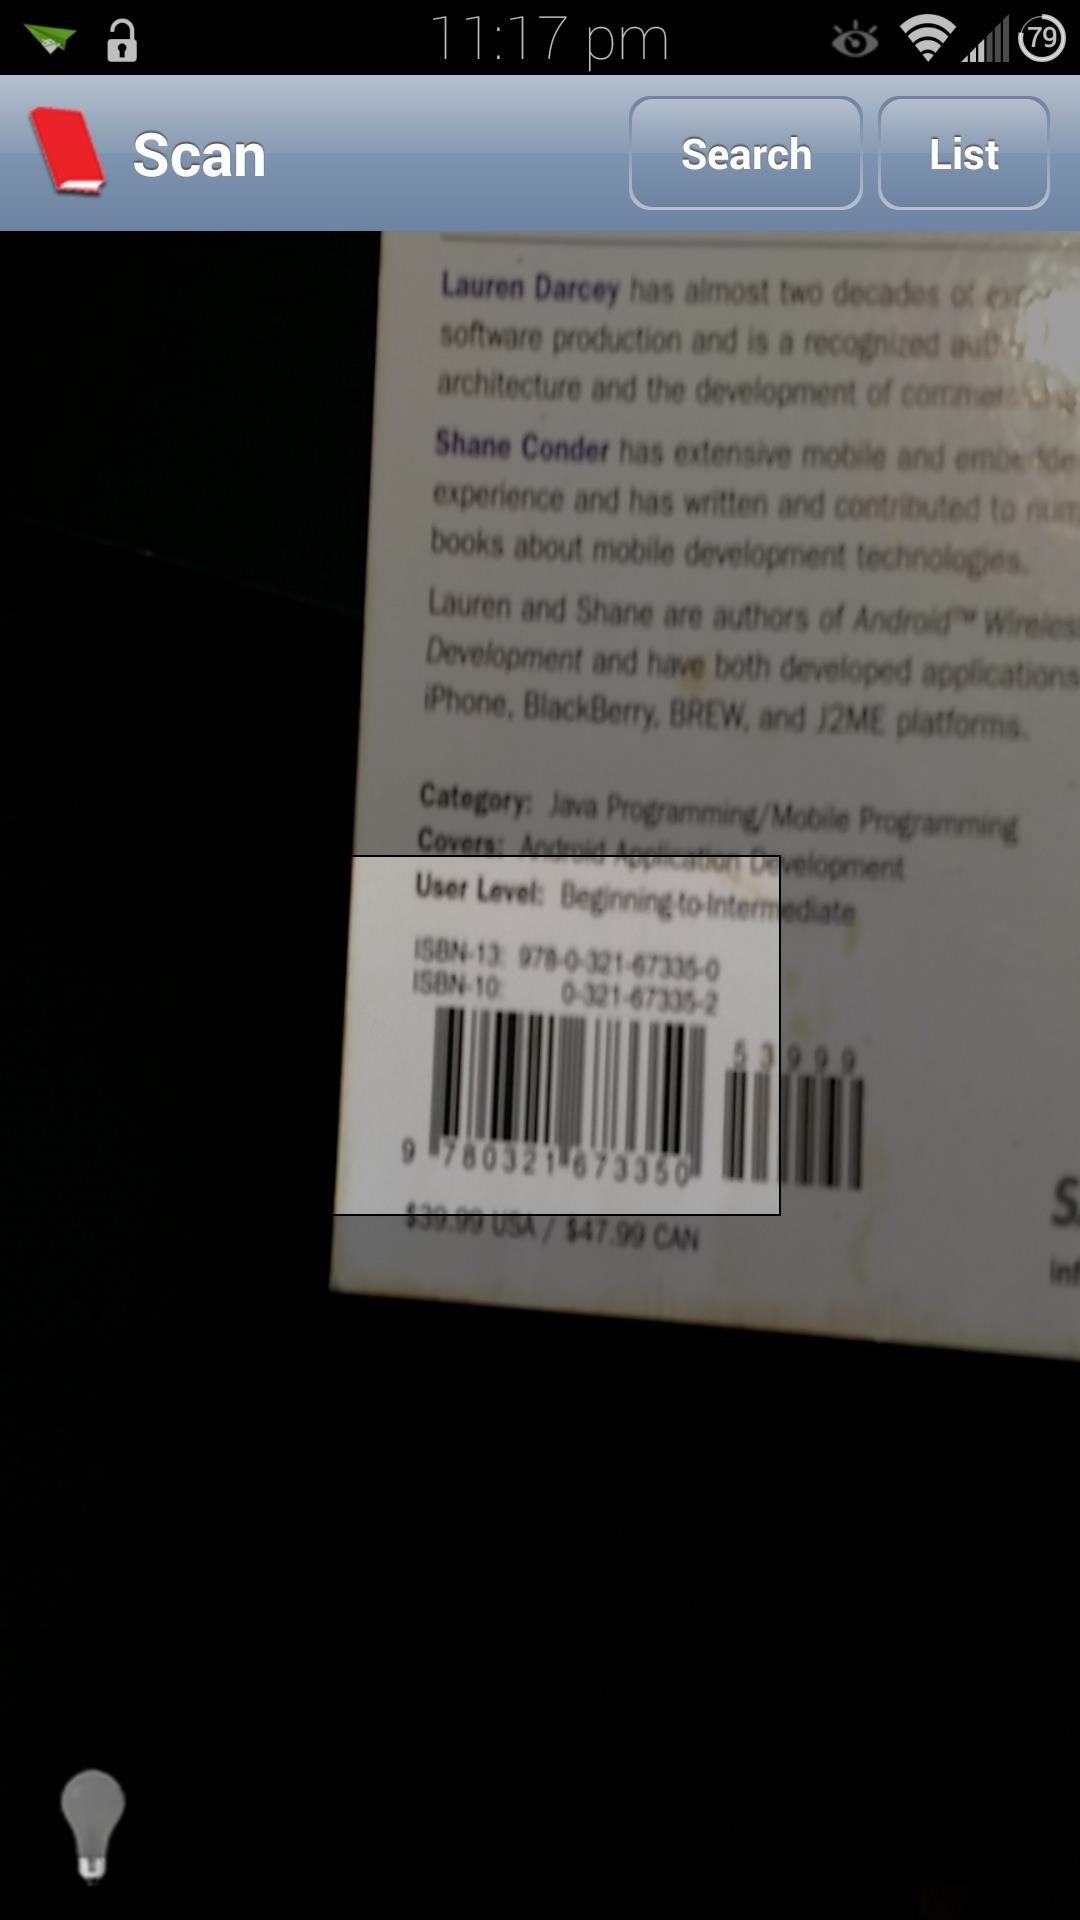 11:17 pm
79
Scan
Search
List
Lauren Darcey has almost two decades of
software production and is a recognized
architecture and the development of
Shane Conder has extensive mobile and
experience and has written and contributed to
books about mobile development technologies.
Lauren and Shane are authors of Android™
Development and have both developed applications
iPhone, BlackBerry, BREW, and J2ME platforms.
Category: Java Programming/Mobile Programming
Covers: Android Application Development
User Level: Beginning-to-Intermediate
ISBN-13: 978-0-321-67335-0
ISBN-10: 0-321-67335-2
53999
9 780321 673350
$39.99 USA / $47.99 CAN